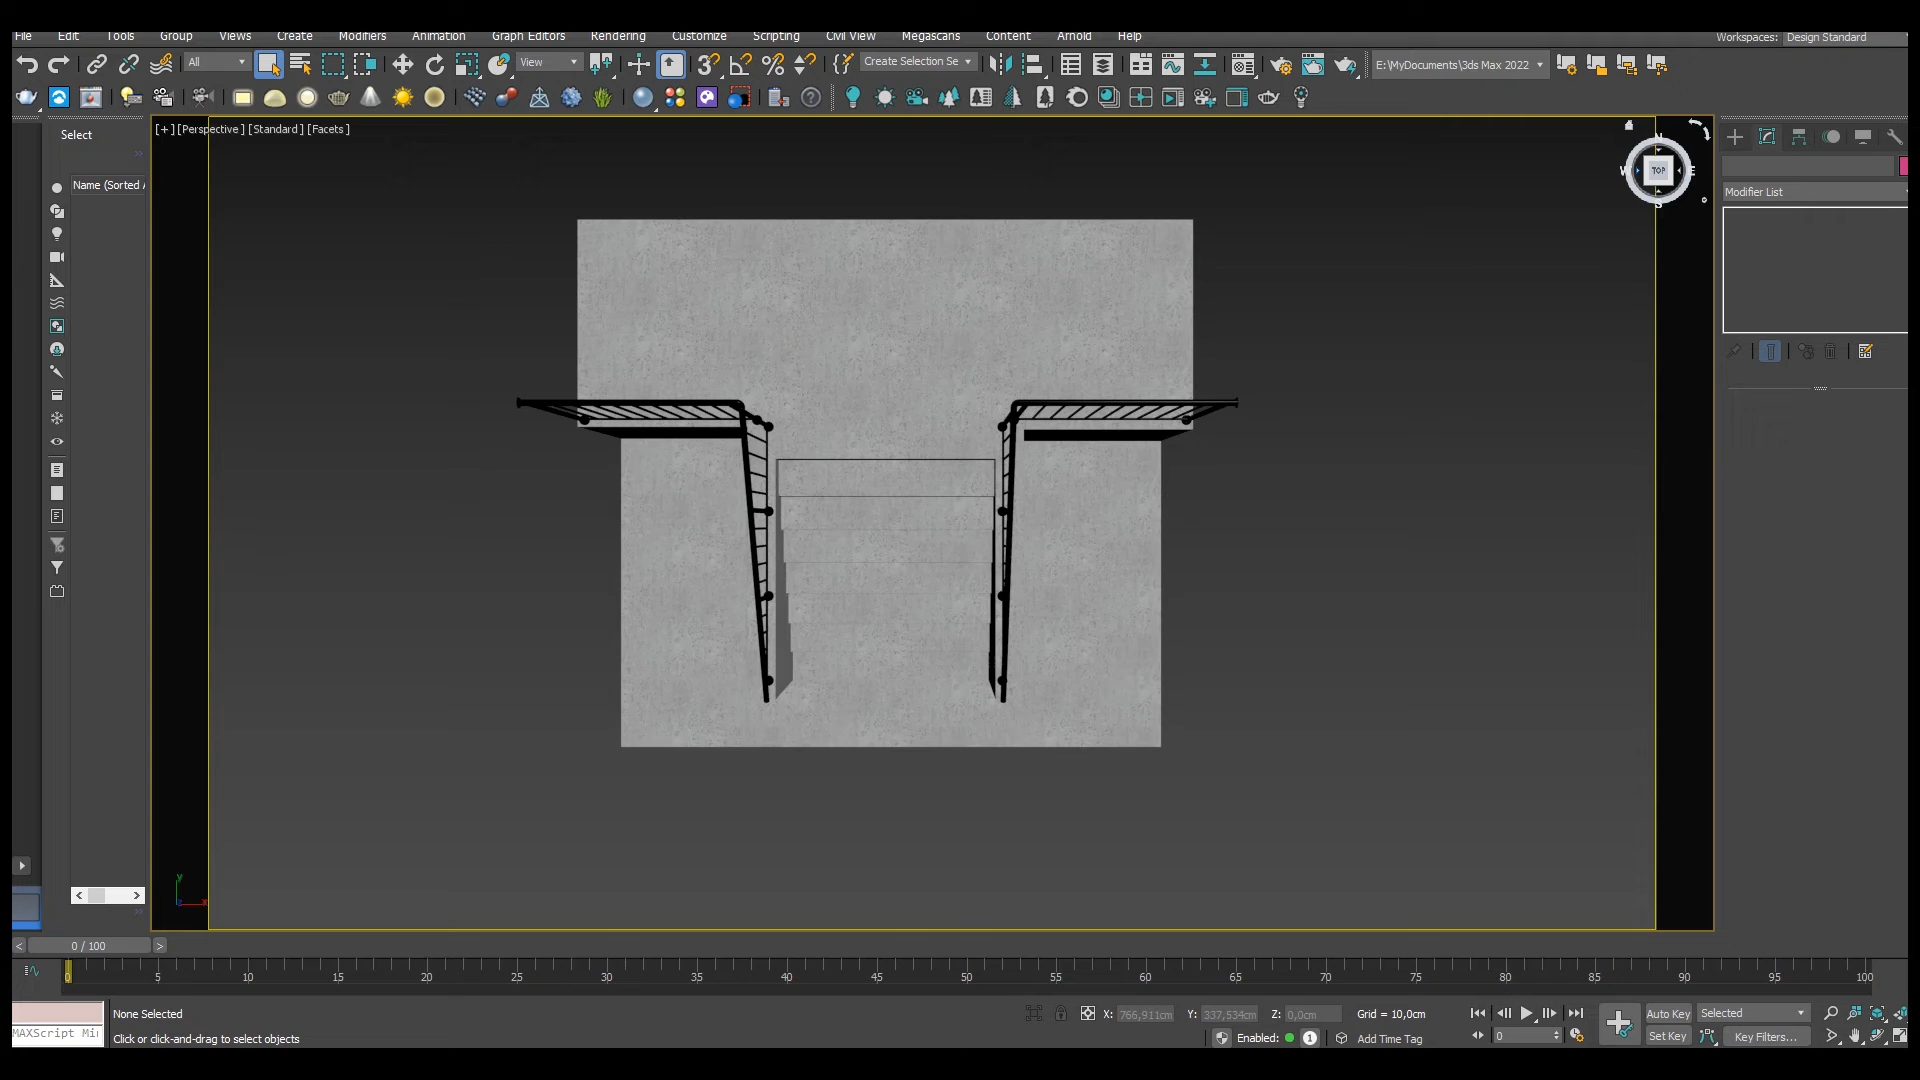 File Edit Tools Group Views Create Modifiers Animation Graph Editors Rendering Customize Scripting Civil View Megascans Content Arnold Help Workspaces: Design Standard
All View Create Selection Se E:\MyDocuments\3ds Max 2022
Select
[+] [Perspective] [Standard] [Facets]
N
W TOP E
S
Name (Sorted
Modifier List
y
x
0 / 100
0 5 10 15 20 25 30 35 40 45 50 55 60 65 70 75 80 85 90 95 100
None Selected X: 766,911cm Y: 337,534cm Z: 0,0cm Grid = 10,0cm Auto Key Selected
MAXScript Mi Click or click-and-drag to select objects Enabled: 1 Add Time Tag 0 Set Key Key Filters...